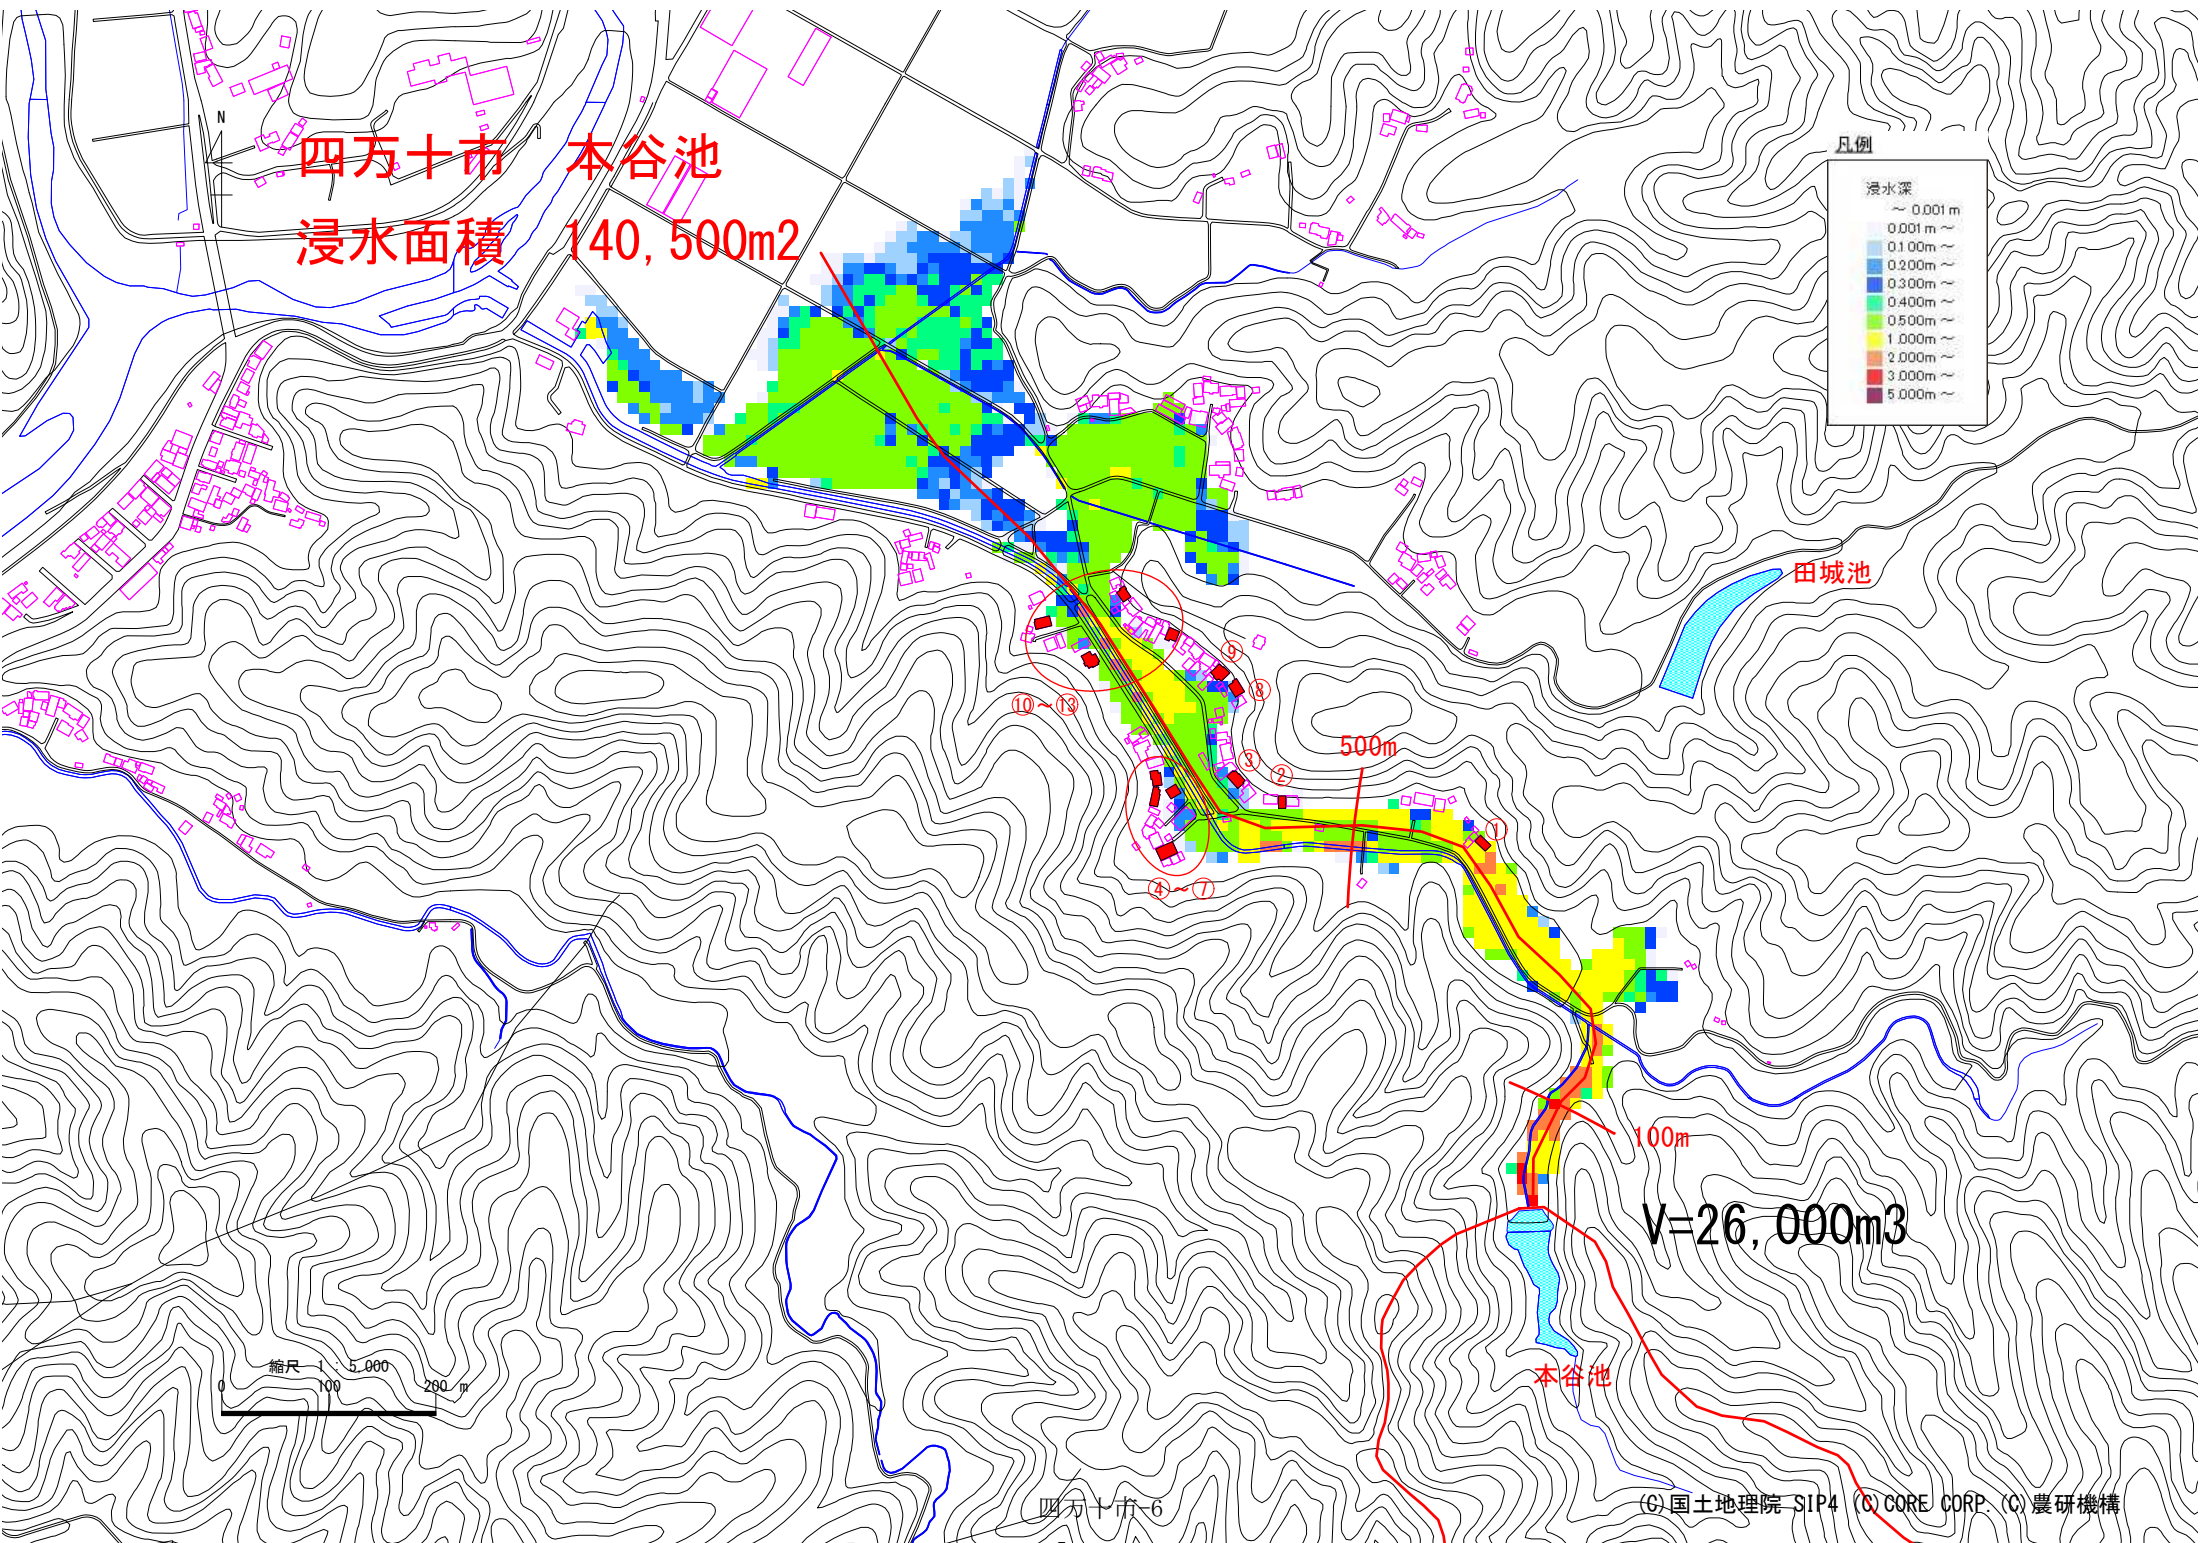 N
四万十市　本谷池
浸水面積　140,500m2
凡例
浸水深
～ 0.001 m
0.001 m ～
0.100m ～
0.200m ～
0.300m ～
0.400m ～
0.500m ～
1.000m ～
2.000m ～
3.000m ～
5.000m ～
田城池
⑨
⑧
⑩～⑬
500m
③ ②
①
④～⑦
100m
V=26,000m3
本谷池
縮尺 1 : 5,000
0 100 200 m
四万十市-6
(C)国土地理院 SIP4 (C)CORE CORP. (C)農研機構